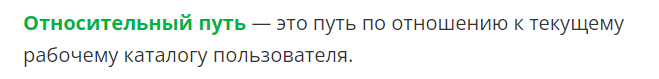 Относительный путь — это путь по отношению к текущему
рабочему каталогу пользователя.